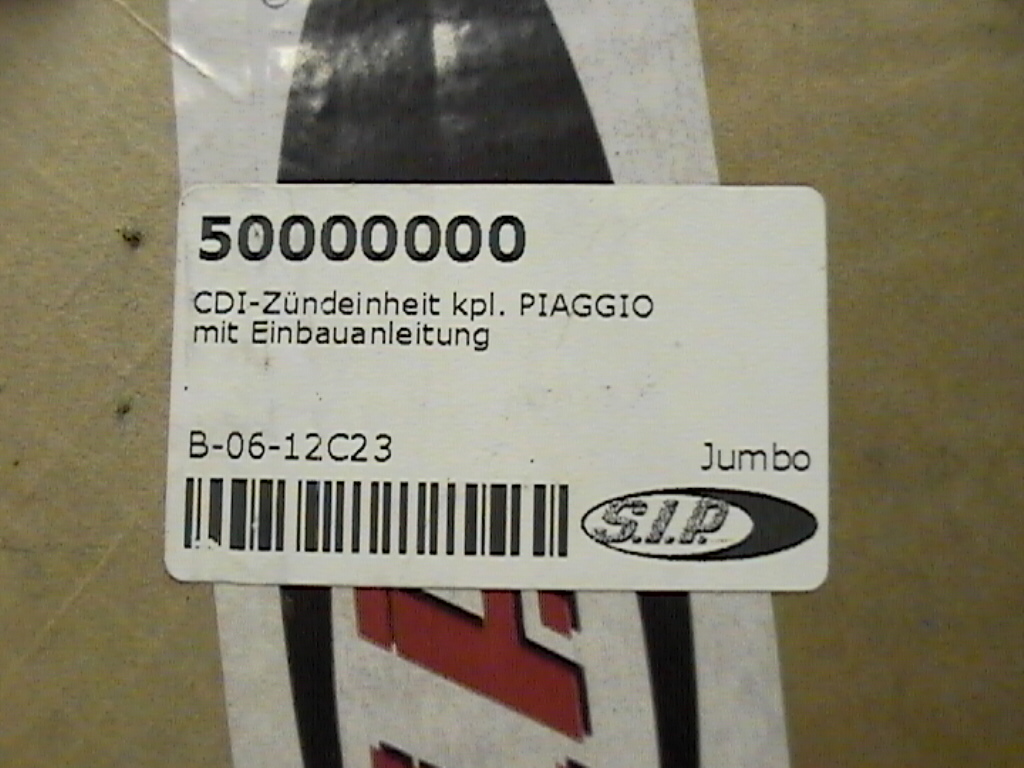 50000000
CDI-Zündeinheit kpl. PIAGGIO
mit Einbauanleitung
B-06-12C23
Jumbo
S.I.P.